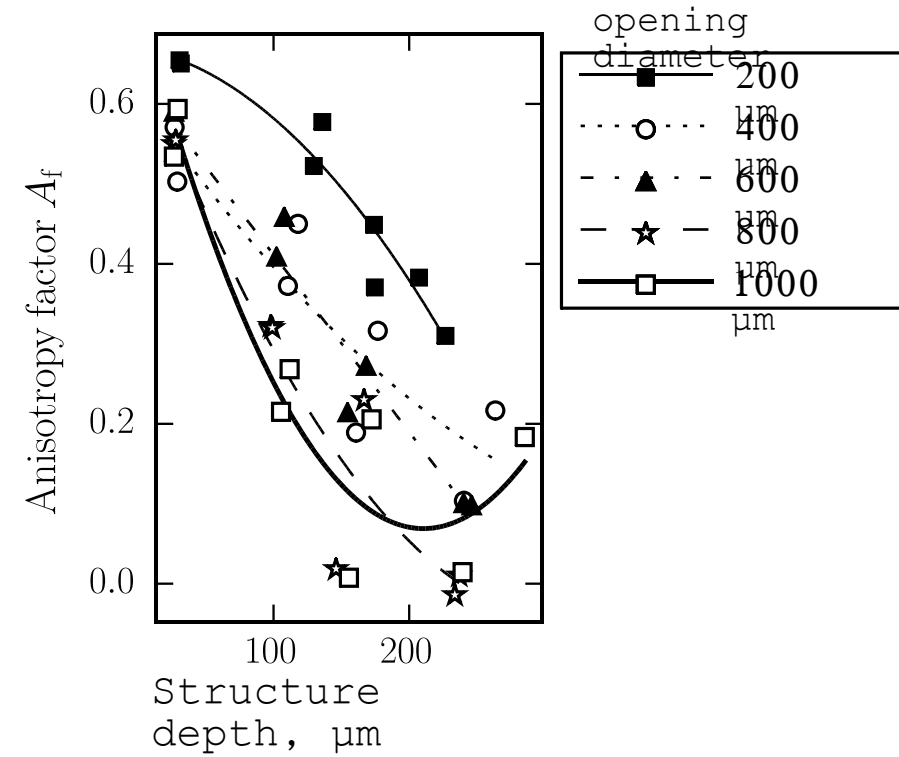 opening
diameter
200
µm
400
µm
600
µm
800
µm
1000
µm
0.6
0.4
0.2
0.0
Anisotropy factor Af
100 200
Structure
depth, µm